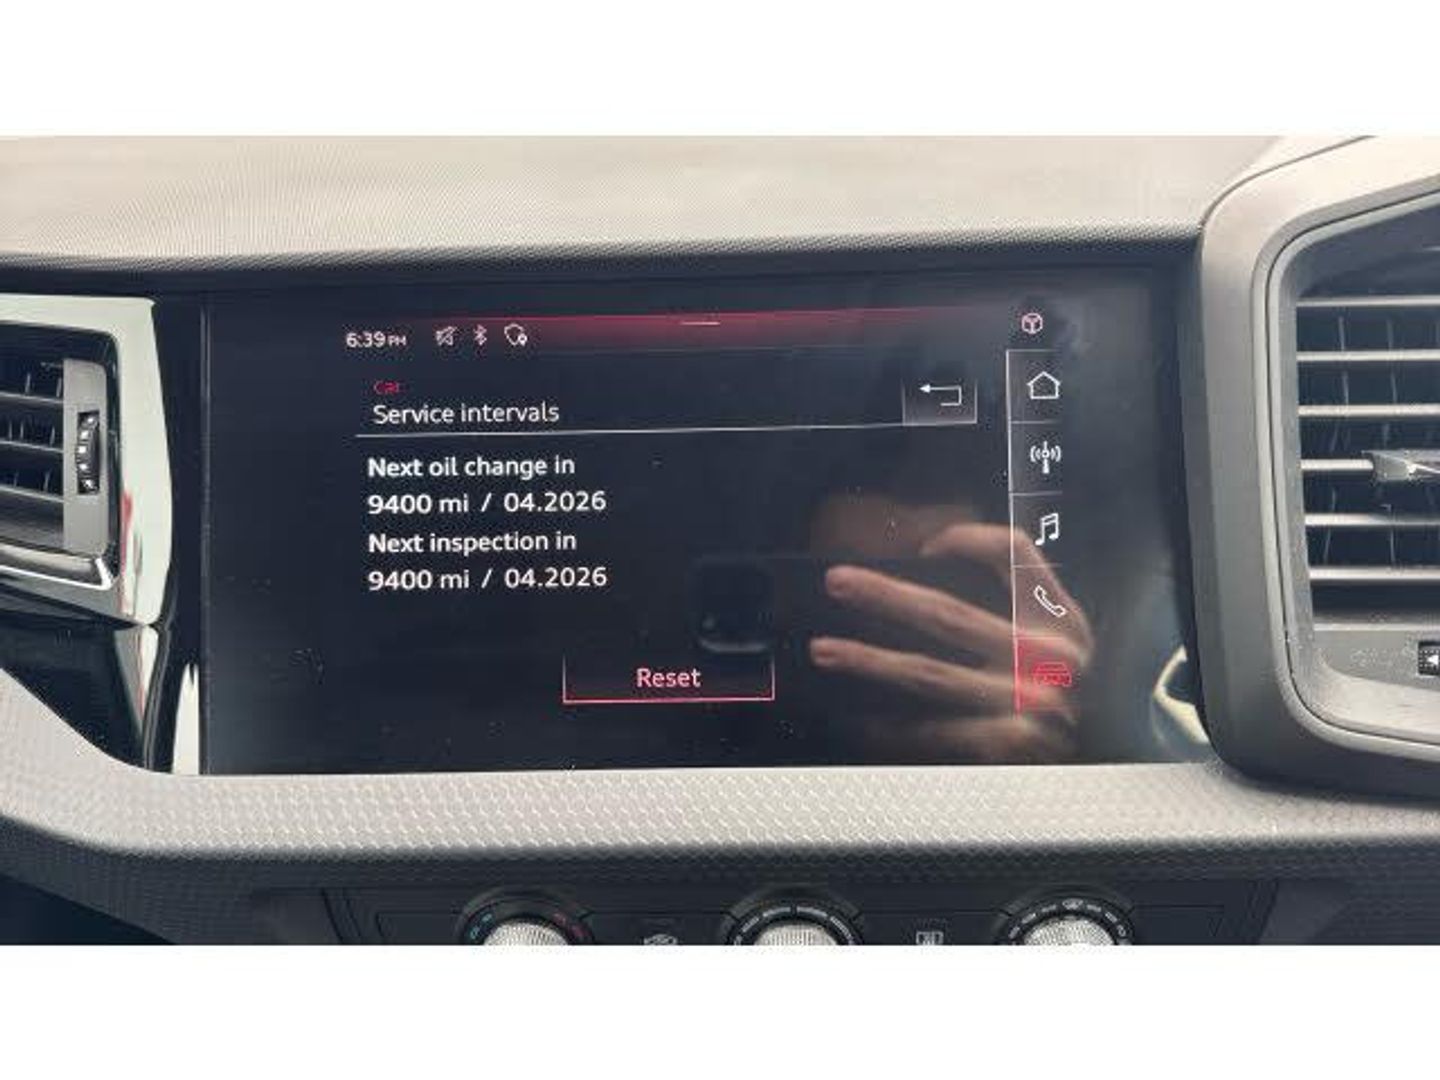 6:39 PM
Car
Service intervals
Next oil change in
9400 mi / 04.2026
Next inspection in
9400 mi / 04.2026
Reset